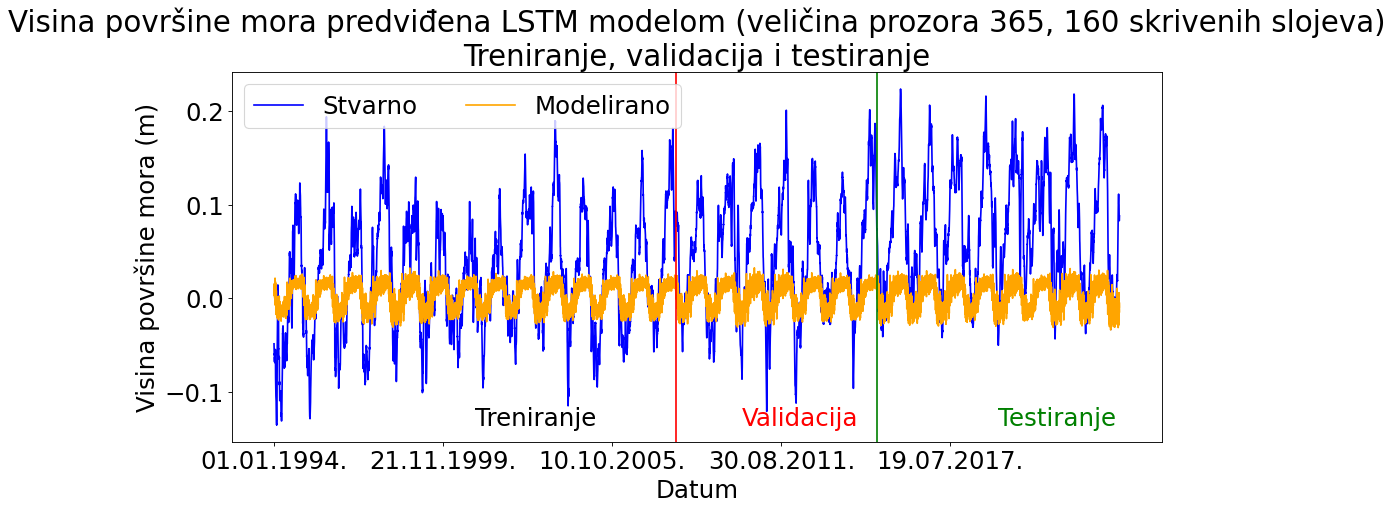 Visina površine mora predviđena LSTM modelom (veličina prozora 365, 160 skrivenih slojeva)
Treniranje, validacija i testiranje
Stvarno
Modelirano
Visina površine mora (m)
0.2
0.1
0.0
−0.1
Treniranje
Validacija
Testiranje
01.01.1994.
21.11.1999.
10.10.2005.
30.08.2011.
19.07.2017.
Datum